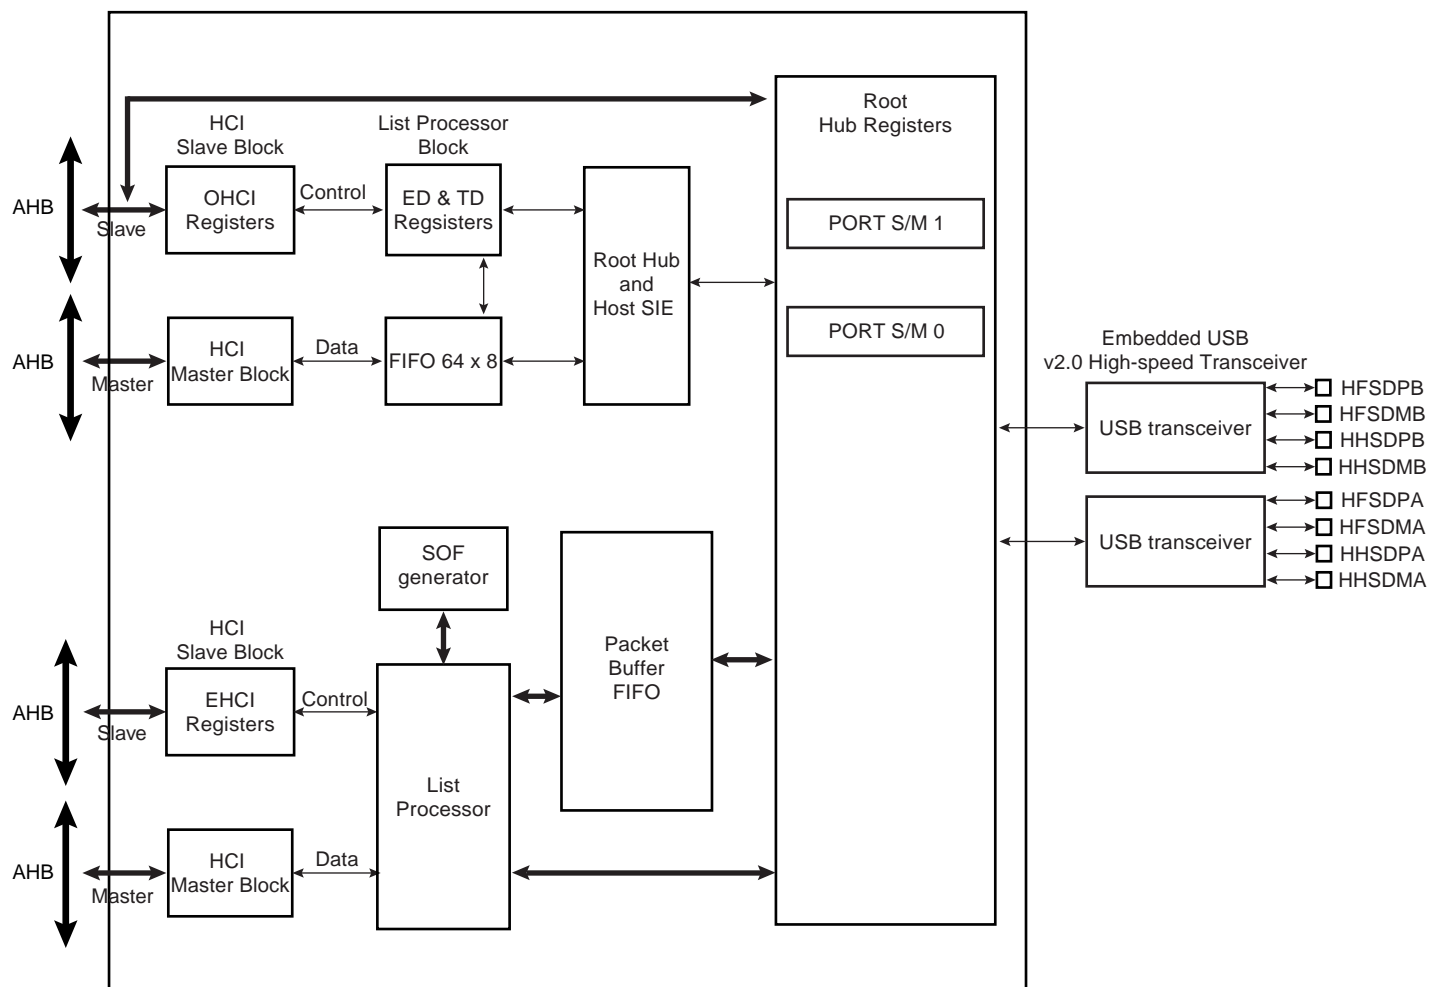 Root
Hub Registers
HCI
Slave Block
List Processor
Block
AHB
Slave
OHCI
Registers
Control
ED & TD
Regsisters
PORT S/M 1
Root Hub
and
Host SIE
PORT S/M 0
AHB
Master
HCI
Master Block
Data
FIFO 64 x 8
Embedded USB
v2.0 High-speed Transceiver
USB transceiver
HFSDPB
HFSDMB
HHSDPB
HHSDMB
USB transceiver
HFSDPA
HFSDMA
HHSDPA
HHSDMA
SOF
generator
HCI
Slave Block
Packet
Buffer
FIFO
AHB
Slave
EHCI
Registers
Control
List
Processor
AHB
Master
HCI
Master Block
Data